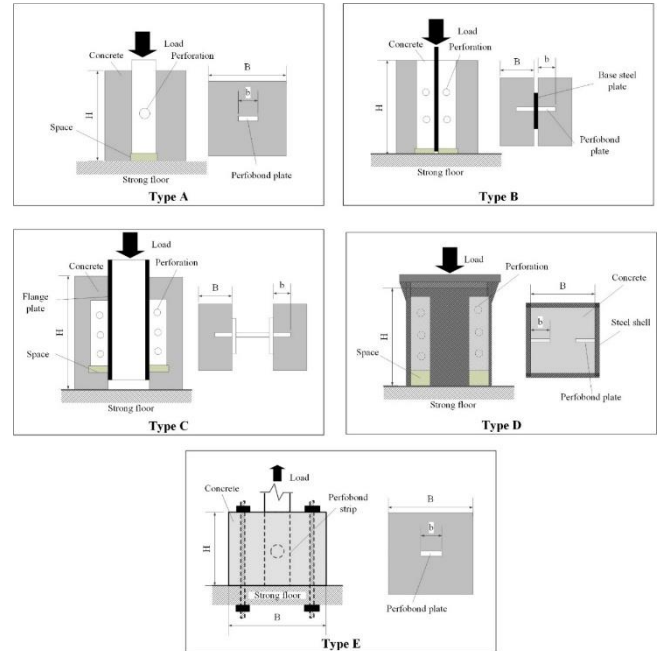 Load
Concrete
Perforation
B
H
b
Space
Perfobond plate
Strong floor
Type A
Load
Concrete
Perforation
B
b
Base steel
plate
H
Perfobond
plate
Space
Strong floor
Type B
Load
Concrete
Perforation
B
b
Flange
plate
H
Space
Strong floor
Type C
Load
Perforation
B
Concrete
b
Steel shell
H
Space
Perfobond
plate
Strong floor
Type D
Load
Concrete
Perfobond
strip
B
b
H
Perfobond
plate
Strong floor
B
Type E